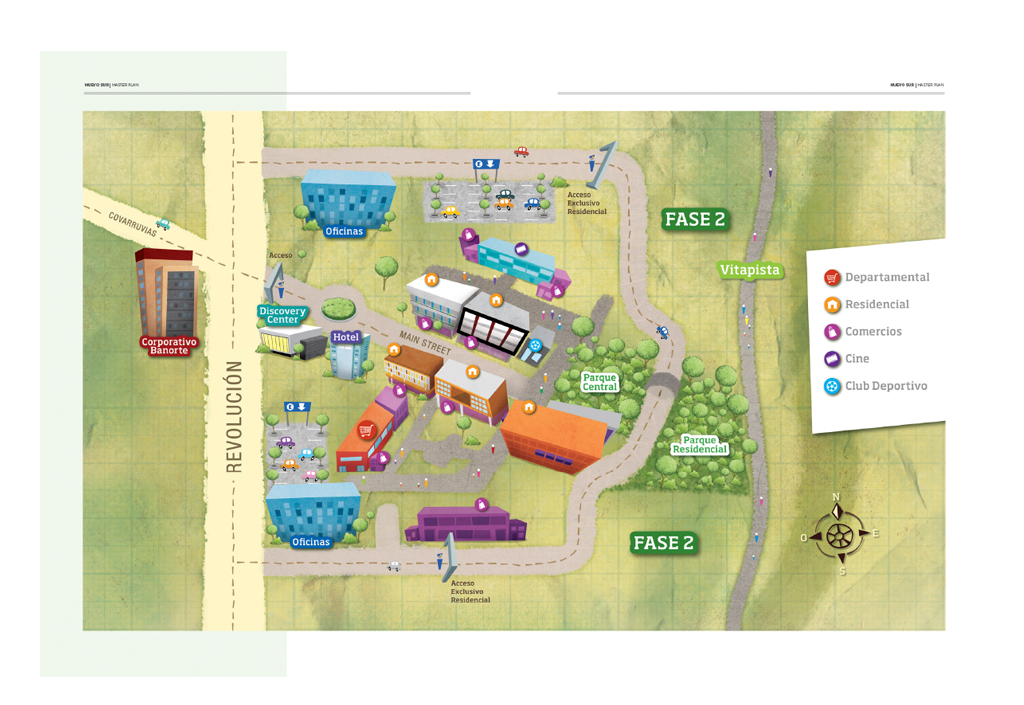 NUEVO SUR | MASTER PLAN
NUEVO SUR | MASTER PLAN
COVARRUVIAS
Acceso
Exclusivo
Residencial
FASE 2
Oficinas
Acceso
Vitapista
Departamental
Residencial
Comercios
Cine
Club Deportivo
Discovery
Center
Hotel
MAIN STREET
Corporativo
Banorte
REVOLUCIÓN
Parque
Central
Parque
Residencial
Oficinas
FASE 2
Acceso
Exclusivo
Residencial
N
O
E
S